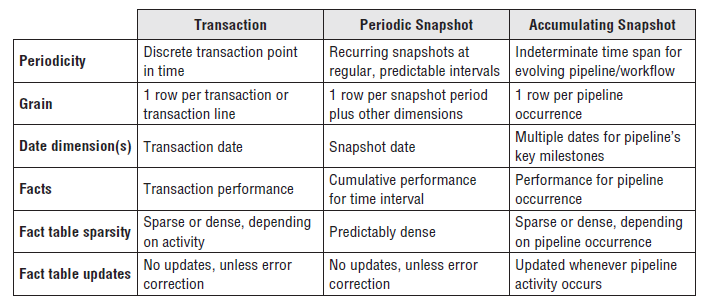 Transaction Periodic Snapshot Accumulating Snapshot
Periodicity
Discrete transaction point
in time
Recurring snapshots at
regular, predictable intervals
Indeterminate time span for
evolving pipeline/workflow
Grain
1 row per transaction or
transaction line
1 row per snapshot period
plus other dimensions
1 row per pipeline
occurrence
Date dimension(s)
Transaction date
Snapshot date
Multiple dates for pipeline's
key milestones
Facts
Transaction performance
Cumulative performance
for time interval
Performance for pipeline
occurrence
Fact table sparsity
Sparse or dense, depending
on activity
Predictably dense
Sparse or dense, depending
on pipeline occurrence
Fact table updates
No updates, unless error
correction
No updates, unless error
correction
Updated whenever pipeline
activity occurs